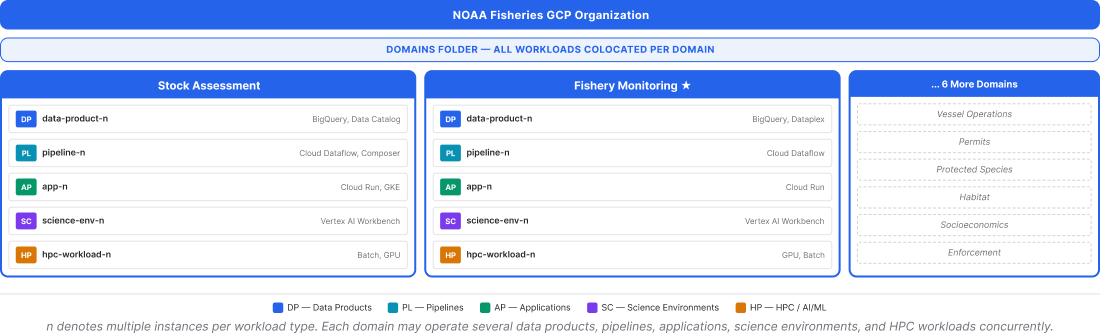 NOAA Fisheries GCP Organization
DOMAINS FOLDER — ALL WORKLOADS COLOCATED PER DOMAIN
Stock Assessment
DP data-product-n BigQuery, Data Catalog
PL pipeline-n Cloud Dataflow, Composer
AP app-n Cloud Run, GKE
SC science-env-n Vertex AI Workbench
HP hpc-workload-n Batch, GPU
Fishery Monitoring ★
DP data-product-n BigQuery, Dataplex
PL pipeline-n Cloud Dataflow
AP app-n Cloud Run
SC science-env-n Vertex AI Workbench
HP hpc-workload-n GPU, Batch
... 6 More Domains
Vessel Operations
Permits
Protected Species
Habitat
Socioeconomics
Enforcement
DP — Data Products PL — Pipelines AP — Applications SC — Science Environments HP — HPC / AI/ML
n denotes multiple instances per workload type. Each domain may operate several data products, pipelines, applications, science environments, and HPC workloads concurrently.